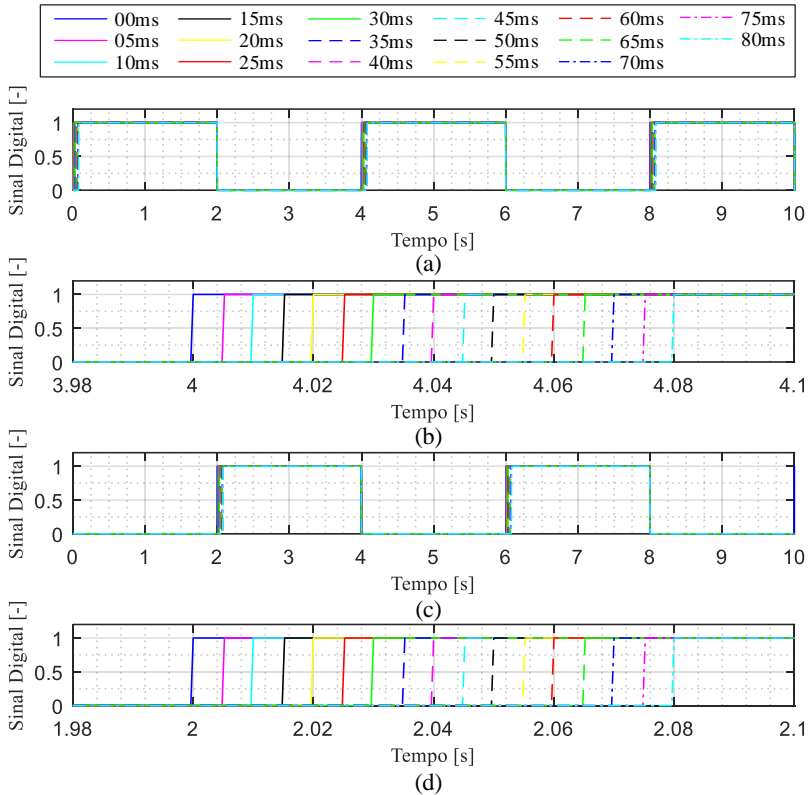 00ms 15ms 30ms 45ms 60ms 75ms
05ms 20ms 35ms 50ms 65ms 80ms
10ms 25ms 40ms 55ms 70ms
Sinal Digital [-]
1
0.5
0
0 1 2 3 4 5 6 7 8 9 10
Tempo [s]
(a)
Sinal Digital [-]
1
0.5
0
3.98 4 4.02 4.04 4.06 4.08 4.1
Tempo [s]
(b)
Sinal Digital [-]
1
0.5
0
0 1 2 3 4 5 6 7 8 9 10
Tempo [s]
(c)
Sinal Digital [-]
1
0.5
0
1.98 2 2.02 2.04 2.06 2.08 2.1
Tempo [s]
(d)